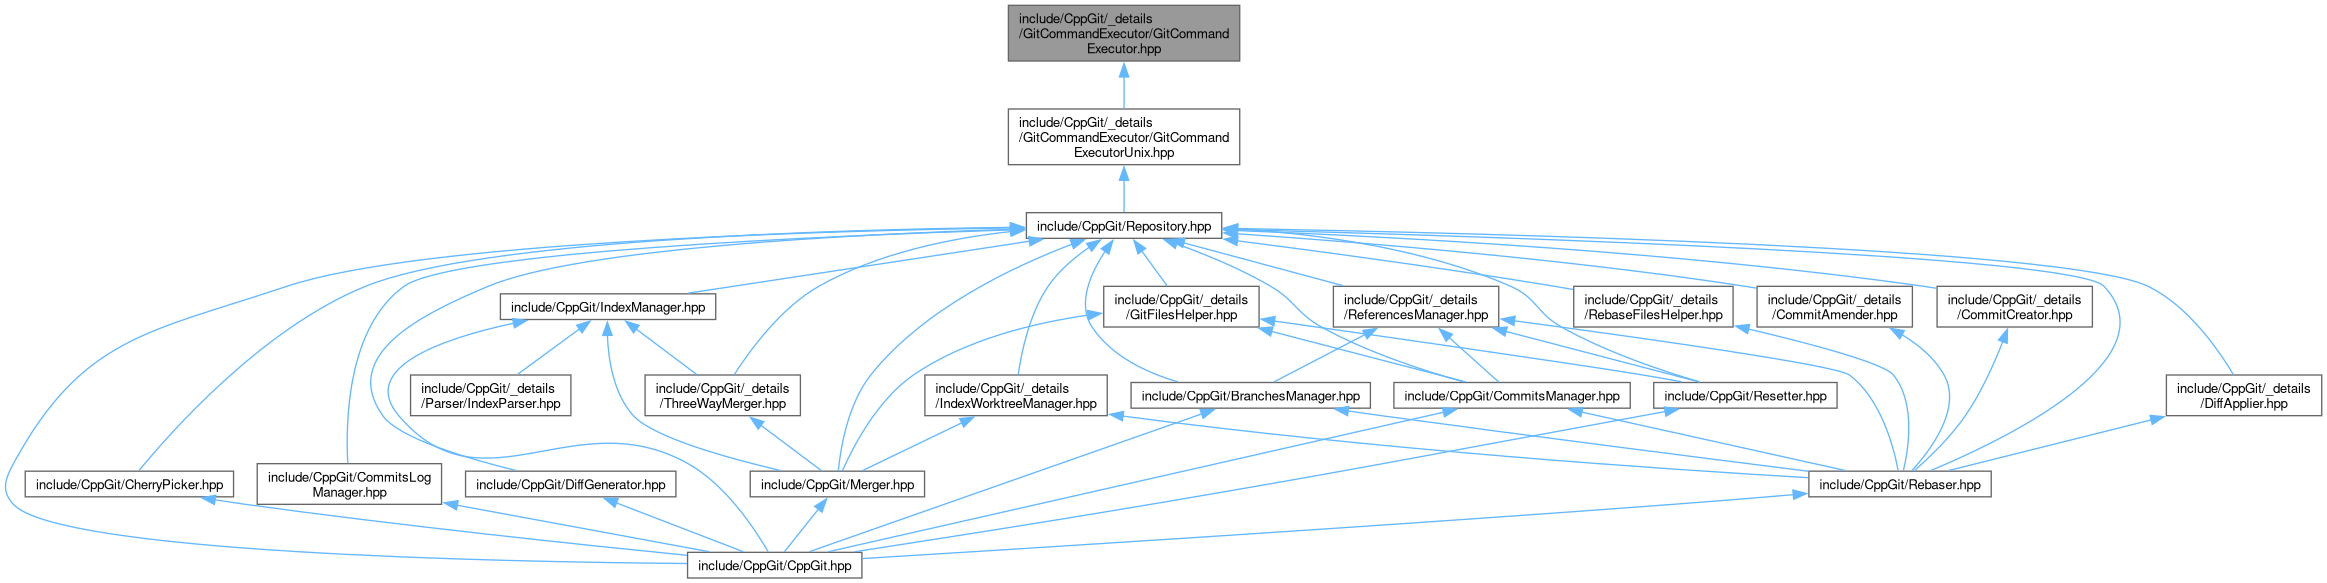 include/CppGit/_details
/GitCommandExecutor/GitCommand
Executor.hpp
include/CppGit/_details
/GitCommandExecutor/GitCommand
ExecutorUnix.hpp
include/CppGit/Repository.hpp
include/CppGit/IndexManager.hpp
include/CppGit/_details
/GitFilesHelper.hpp
include/CppGit/_details
/ReferencesManager.hpp
include/CppGit/_details
/RebaseFilesHelper.hpp
include/CppGit/_details
/CommitAmender.hpp
include/CppGit/_details
/CommitCreator.hpp
include/CppGit/_details
/Parser/IndexParser.hpp
include/CppGit/_details
/ThreeWayMerger.hpp
include/CppGit/_details
/IndexWorktreeManager.hpp
include/CppGit/BranchesManager.hpp
include/CppGit/CommitsManager.hpp
include/CppGit/Resetter.hpp
include/CppGit/_details
/DiffApplier.hpp
include/CppGit/CherryPicker.hpp
include/CppGit/CommitsLog
Manager.hpp
include/CppGit/DiffGenerator.hpp
include/CppGit/Merger.hpp
include/CppGit/Rebaser.hpp
include/CppGit/CppGit.hpp